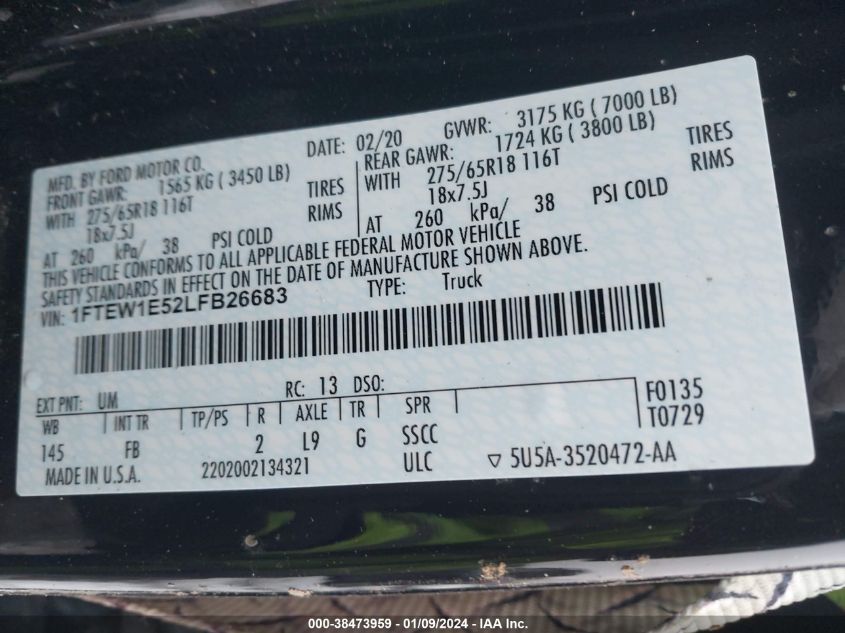 MFD. BY FORD MOTOR CO.
DATE: 02/20
GVWR: 3175 KG ( 7000 LB)
FRONT GAWR: 1565 KG ( 3450 LB)
WITH 275/65R18 116T TIRES
18x7.5J RIMS
AT 260 kPa/ 38 PSI COLD
REAR GAWR: 1724 KG ( 3800 LB)
WITH 275/65R18 116T TIRES
18x7.5J RIMS
AT 260 kPa/ 38 PSI COLD
THIS VEHICLE CONFORMS TO ALL APPLICABLE FEDERAL MOTOR VEHICLE
SAFETY STANDARDS IN EFFECT ON THE DATE OF MANUFACTURE SHOWN ABOVE.
VIN: 1FTEW1E52LFB26683 TYPE: Truck
EXT PNT: UM RC: 13 DSO:
WB INT TR TP/PS R AXLE TR SPR F0135
145 FB 2 L9 G SSCC T0729
MADE IN U.S.A. 2202002134321 ULC ▽ 5U5A-3520472-AA
000-38473959 - 01/09/2024 - IAA Inc.